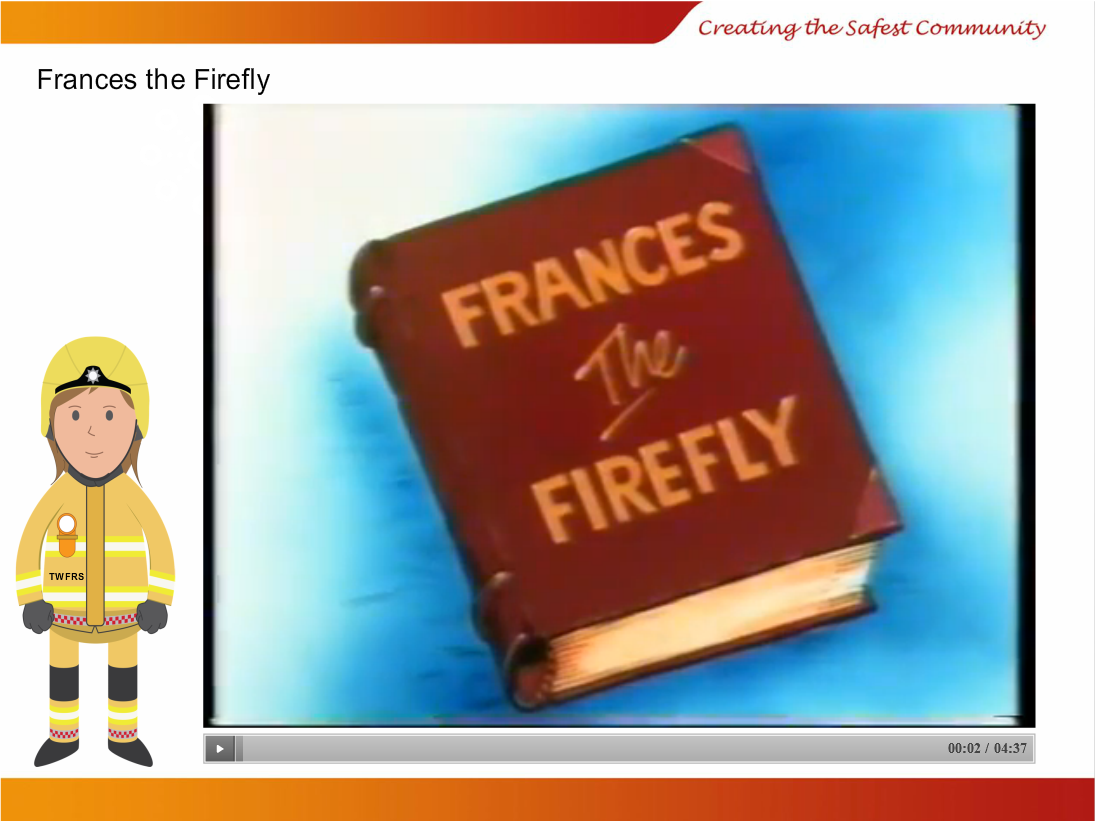 Creating the Safest Community
Frances the Firefly
FRANCES
The
FIREFLY
TWFRS
00:02 / 04:37